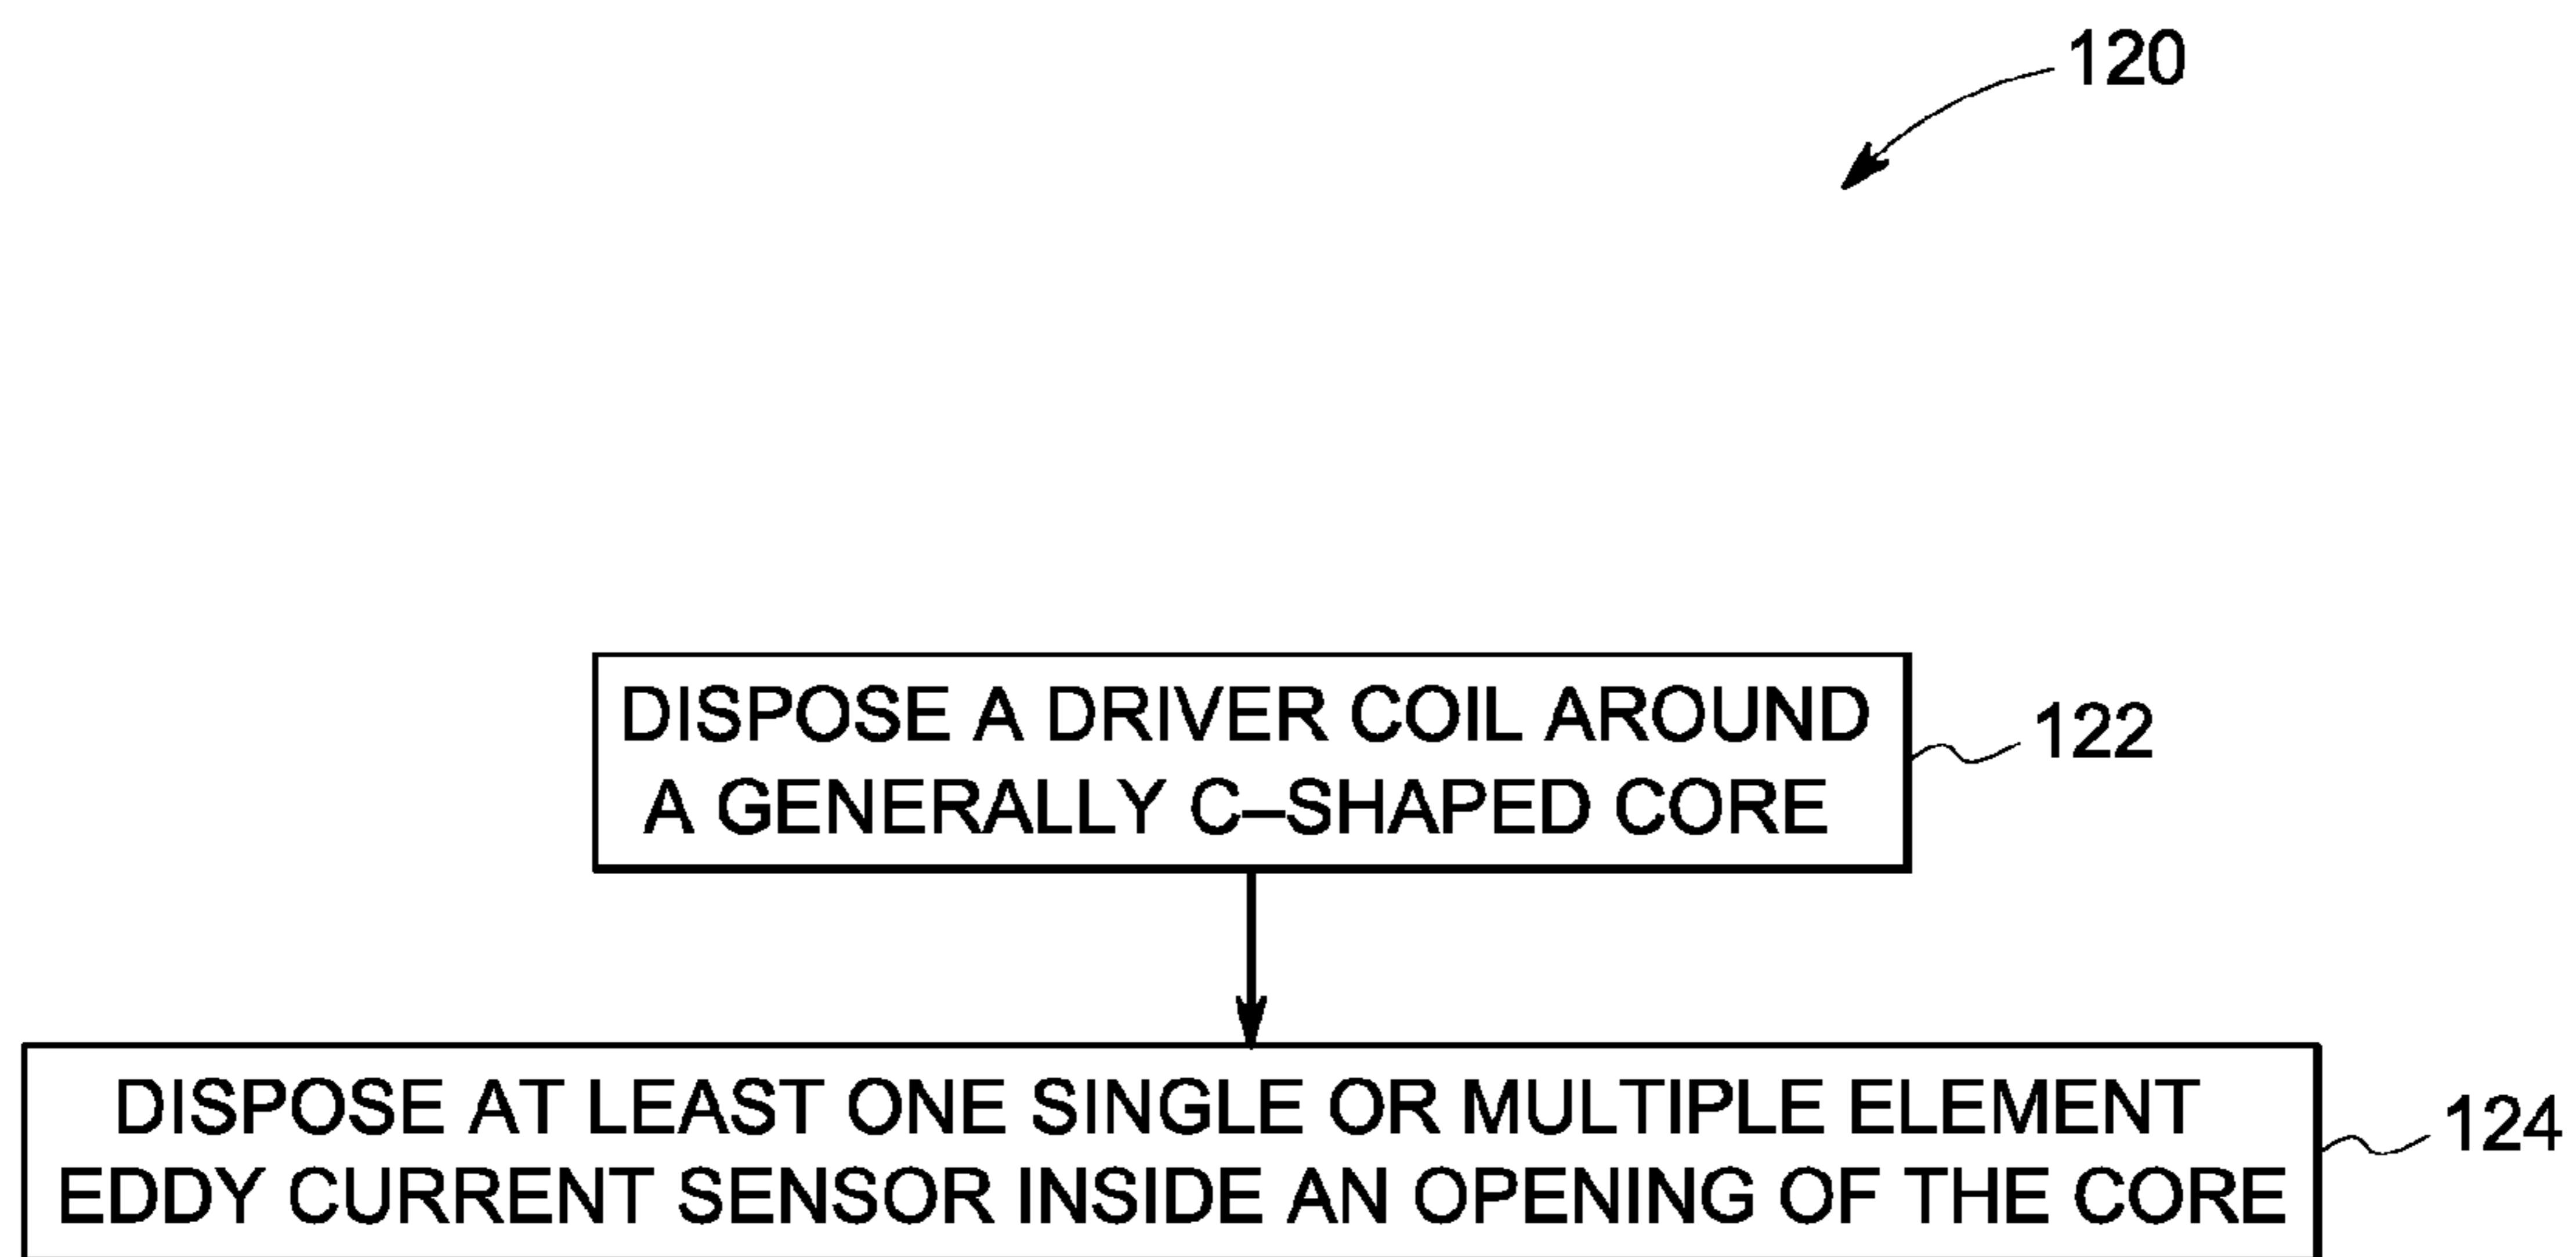 120
DISPOSE A DRIVER COIL AROUND
A GENERALLY C–SHAPED CORE
122
DISPOSE AT LEAST ONE SINGLE OR MULTIPLE ELEMENT
EDDY CURRENT SENSOR INSIDE AN OPENING OF THE CORE
124